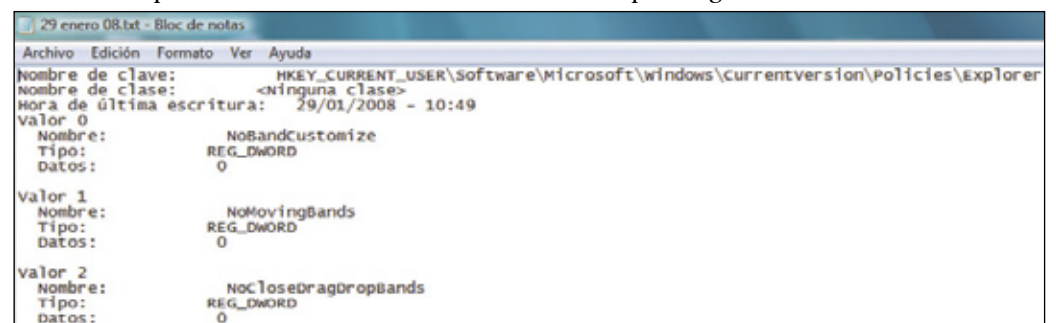 29 enero 08.txt - Bloc de notas
Archivo Edición Formato Ver Ayuda
Nombre de clave: HKEY_CURRENT_USER\Software\Microsoft\Windows\CurrentVersion\Policies\Explorer
Nombre de clase: <Ninguna clase>
Hora de última escritura: 29/01/2008 - 10:49
Valor 0
Nombre: NoBandCustomize
Tipo: REG_DWORD
Datos: 0
Valor 1
Nombre: NoMovingBands
Tipo: REG_DWORD
Datos: 0
Valor 2
Nombre: NoCloseDragDropBands
Tipo: REG_DWORD
Datos: 0